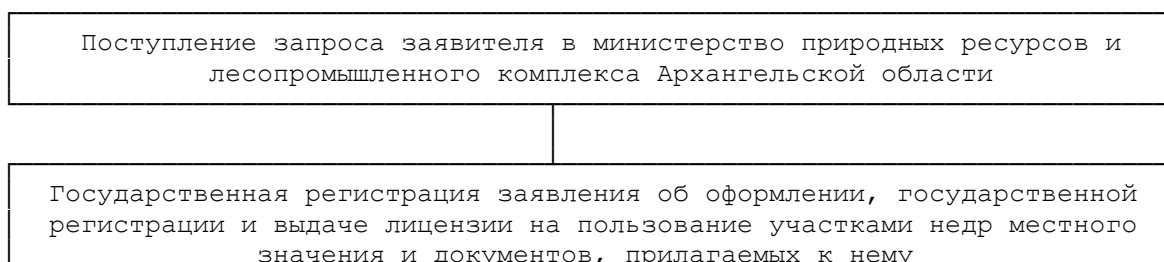 Поступление запроса заявителя в министерство природных ресурсов и
лесопромышленного комплекса Архангельской области
Государственная регистрация заявления об оформлении, государственной
регистрации и выдаче лицензии на пользование участками недр местного
значения и документов, прилагаемых к нему